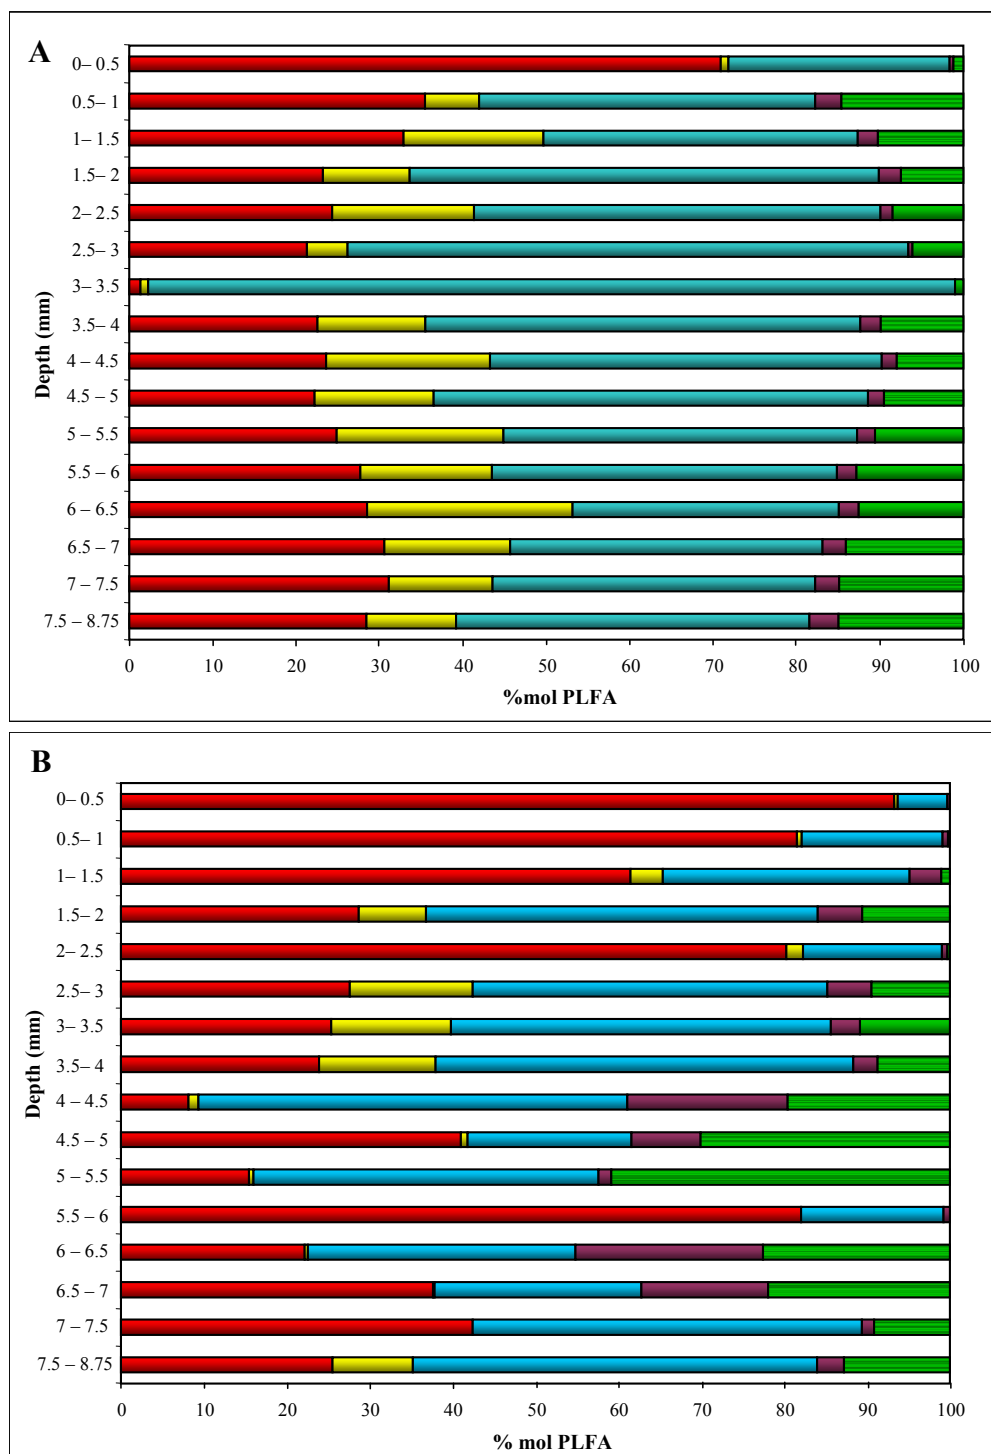 A
0– 0.5
0.5– 1
1– 1.5
1.5– 2
2– 2.5
2.5– 3
3– 3.5
3.5– 4
4 – 4.5
4.5 – 5
5 – 5.5
5.5 – 6
6 – 6.5
6.5 – 7
7 – 7.5
7.5 – 8.75
Depth (mm)
0 10 20 30 40 50 60 70 80 90 100
%mol PLFA
B
0– 0.5
0.5– 1
1– 1.5
1.5– 2
2– 2.5
2.5– 3
3– 3.5
3.5– 4
4 – 4.5
4.5 – 5
5 – 5.5
5.5 – 6
6 – 6.5
6.5 – 7
7 – 7.5
7.5 – 8.75
Depth (mm)
0 10 20 30 40 50 60 70 80 90 100
% mol PLFA